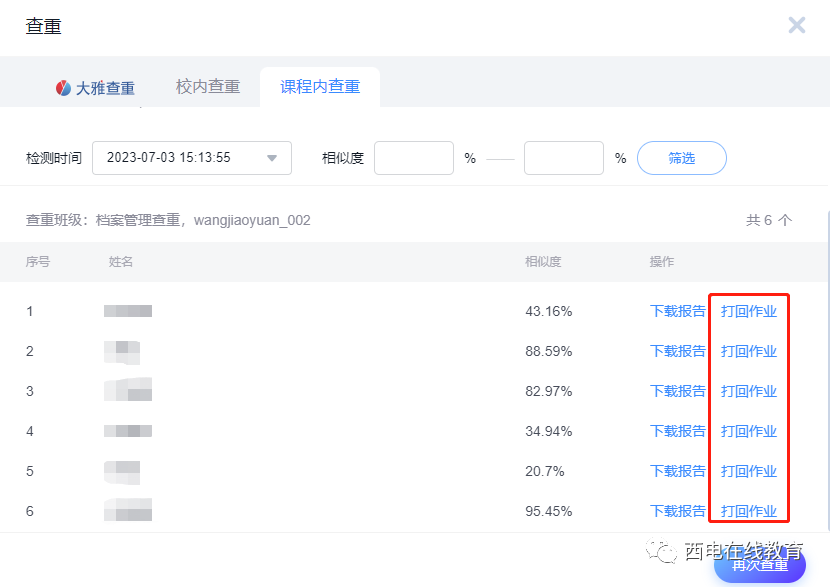 查重
大雅查重 校内查重 课程内查重
检测时间 2023-07-03 15:13:55 相似度 % % 筛选
查重班级：档案管理查重，wangjiaoyuan_002 共 6 个
序号 姓名 相似度 操作
1 43.16% 下载报告 打回作业
2 88.59% 下载报告 打回作业
3 82.97% 下载报告 打回作业
4 34.94% 下载报告 打回作业
5 20.7% 下载报告 打回作业
6 95.45% 下载报告 打回作业
西电在线教育
再次查重